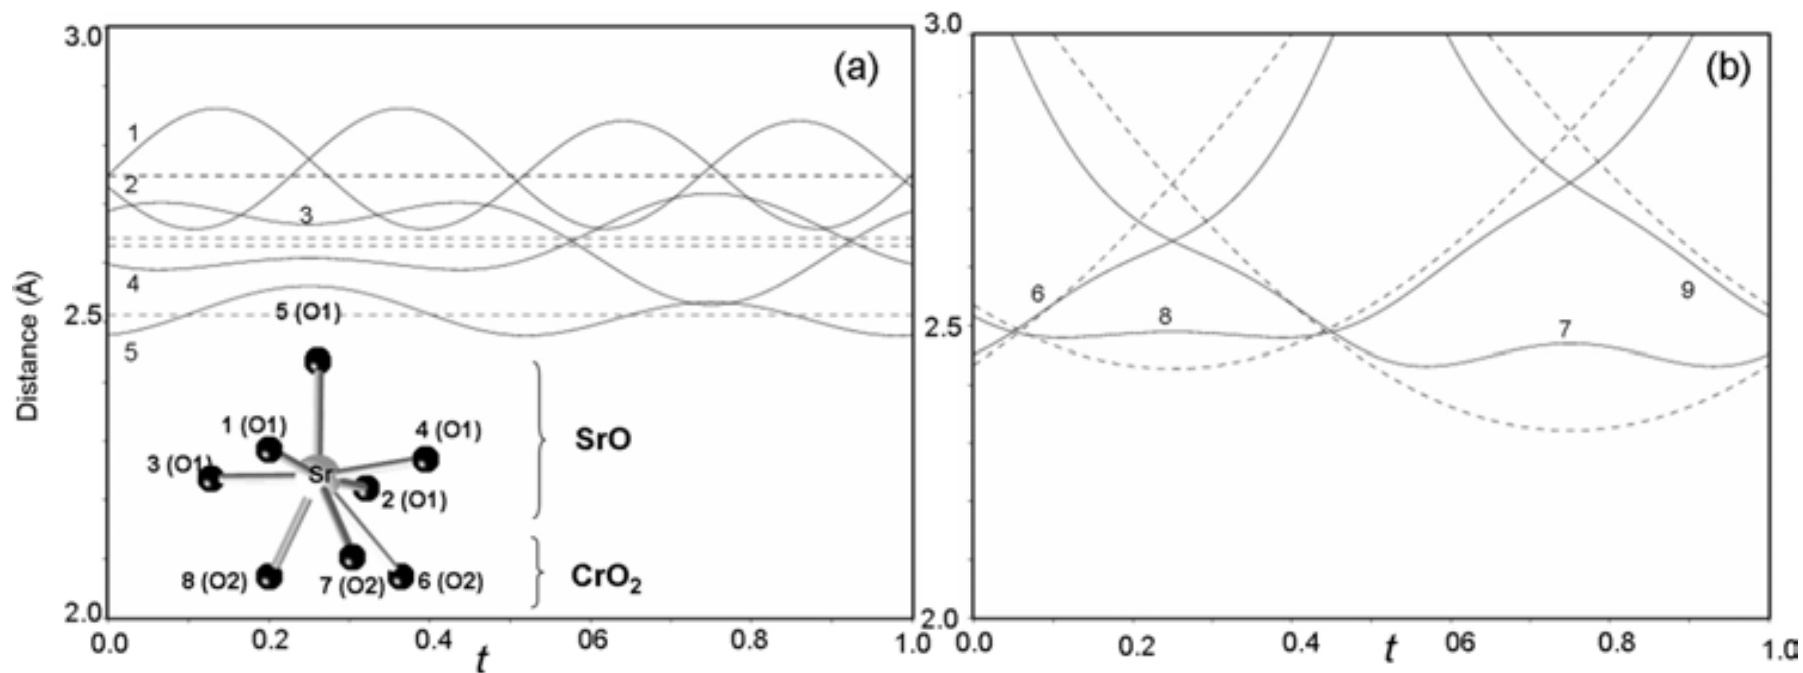 3.0
(a)
1
2
3
4
2.5
5 (O1)
5
Distance (Å)
1 (O1)
4 (O1)
3 (O1)
Sr
2 (O1)
SrO
8 (O2)
7 (O2)
6 (O2)
CrO2
2.0
0.0
0.2
0.4
06
0.8
1.0
t
3.0
(b)
6
8
9
7
2.5
2.0
0.0
0.2
0.4
06
0.8
1.0
t